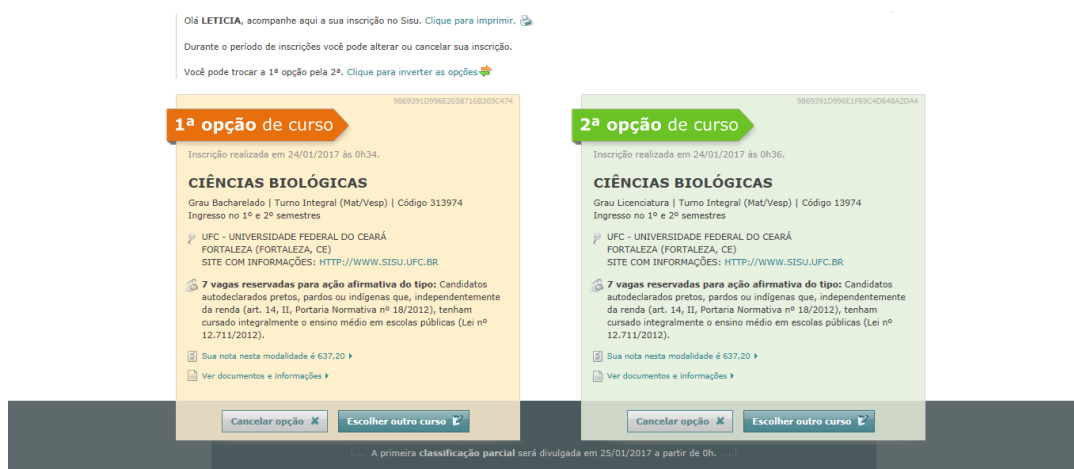 Olá LETICIA, acompanhe aqui a sua inscrição no Sisu. Clique para imprimir.
Durante o período de inscrições você pode alterar ou cancelar sua inscrição.
Você pode trocar a 1ª opção pela 2ª. Clique para inverter as opções
9869391D996E2058716B305C474
1ª opção de curso
Inscrição realizada em 24/01/2017 às 0h34.
CIÊNCIAS BIOLÓGICAS
Grau Bacharelado | Turno Integral (Mat/Vesp) | Código 313974
Ingresso no 1º e 2º semestres
UFC - UNIVERSIDADE FEDERAL DO CEARÁ
FORTALEZA (FORTALEZA, CE)
SITE COM INFORMAÇÕES: HTTP://WWW.SISU.UFC.BR
7 vagas reservadas para ação afirmativa do tipo: Candidatos
autodeclarados pretos, pardos ou indígenas que, independentemente
da renda (art. 14, II, Portaria Normativa nº 18/2012), tenham
cursado integralmente o ensino médio em escolas públicas (Lei nº
12.711/2012).
Sua nota nesta modalidade é 637,20
Ver documentos e informações
Cancelar opção Escolher outro curso
9869391D996E1F69C4D648A2DA4
2ª opção de curso
Inscrição realizada em 24/01/2017 às 0h36.
CIÊNCIAS BIOLÓGICAS
Grau Licenciatura | Turno Integral (Mat/Vesp) | Código 13974
Ingresso no 1º e 2º semestres
UFC - UNIVERSIDADE FEDERAL DO CEARÁ
FORTALEZA (FORTALEZA, CE)
SITE COM INFORMAÇÕES: HTTP://WWW.SISU.UFC.BR
7 vagas reservadas para ação afirmativa do tipo: Candidatos
autodeclarados pretos, pardos ou indígenas que, independentemente
da renda (art. 14, II, Portaria Normativa nº 18/2012), tenham
cursado integralmente o ensino médio em escolas públicas (Lei nº
12.711/2012).
Sua nota nesta modalidade é 637,20
Ver documentos e informações
Cancelar opção Escolher outro curso
A primeira classificação parcial será divulgada em 25/01/2017 a partir de 0h.